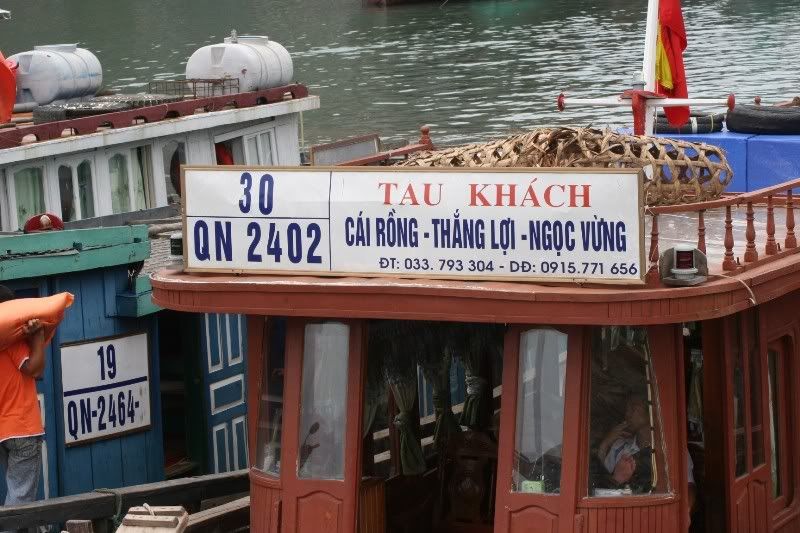 30
QN 2402
TAU KHÁCH
CÁI RỒNG - THẮNG LỢI - NGỌC VỪNG
ĐT: 033. 793 304 - DĐ: 0915.771 656
19
QN-2464-